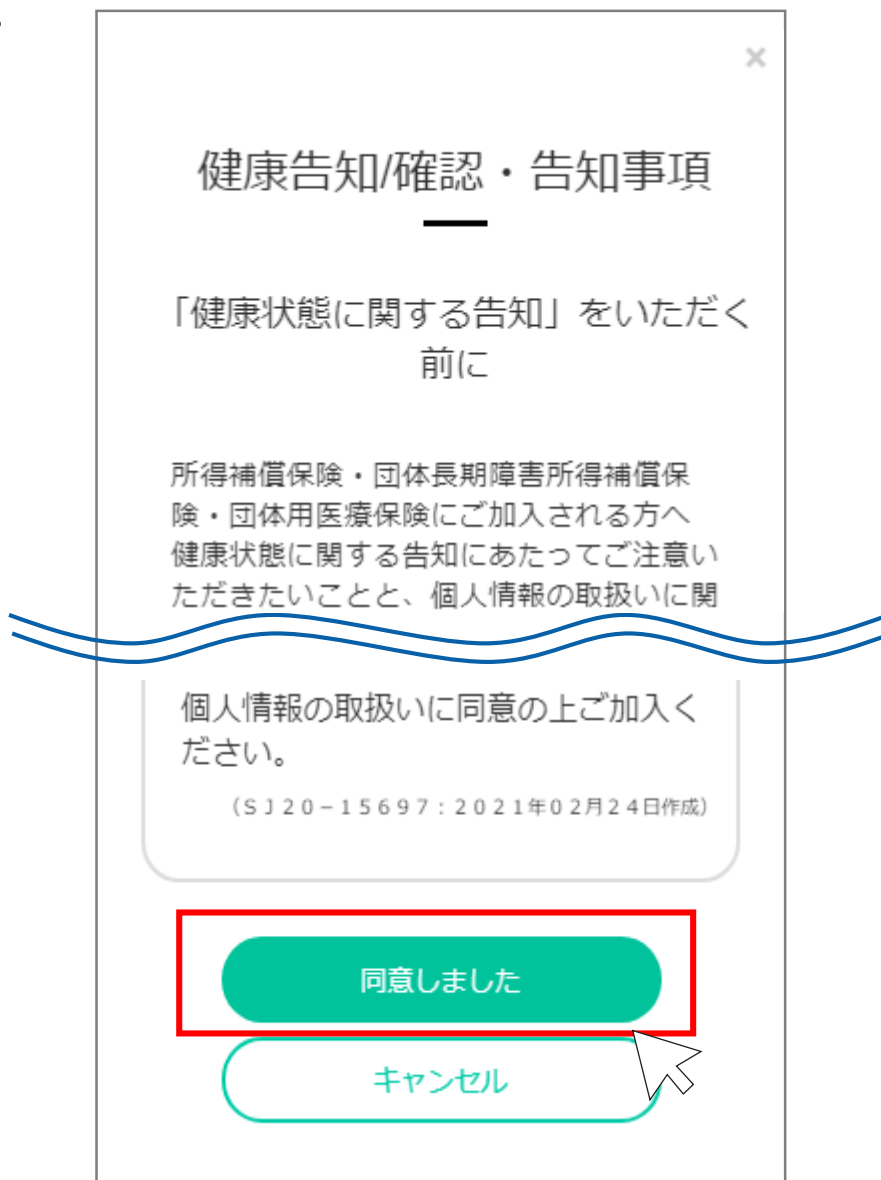 ×
健康告知/確認・告知事項
「健康状態に関する告知」をいただく
前に
所得補償保険・団体長期障害所得補償保
険・団体用医療保険にご加入される方へ
健康状態に関する告知にあたってご注意い
ただきたいことと、個人情報の取扱いに関
個人情報の取扱いに同意の上ご加入く
ださい。
（ＳＪ２０－１５６９７：２０２１年０２月２４日作成）
同意しました
キャンセル